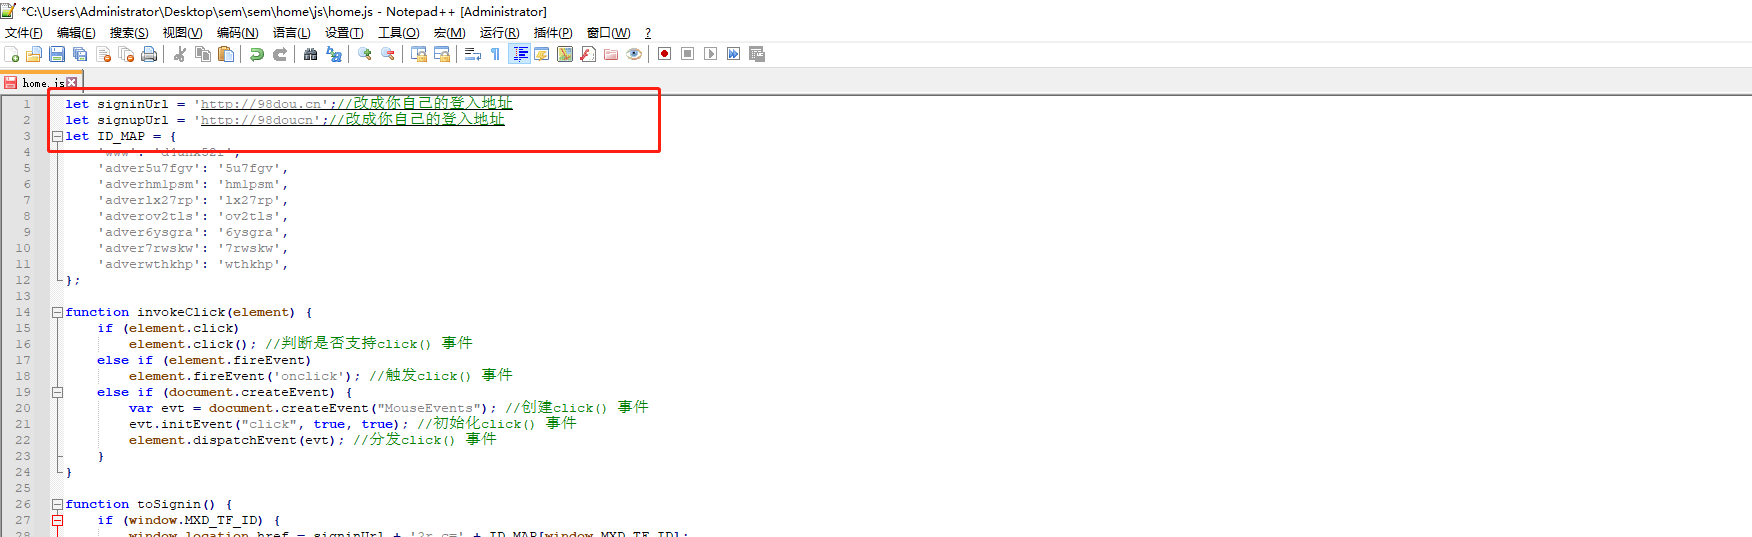 *C:\Users\Administrator\Desktop\sem\sem\home\js\home.js - Notepad++ [Administrator]
文件(F) 编辑(E) 搜索(S) 视图(V) 编码(N) 语言(L) 设置(T) 工具(O) 宏(M) 运行(R) 插件(P) 窗口(W) ?
home.js
1 let signinUrl = 'http://98dou.cn';//改成你自己的登入地址
2 let signupUrl = 'http://98doucn';//改成你自己的登入地址
3 let ID_MAP = {
4 'www':
5 'adver5u7fgv': '5u7fgv',
6 'adverhmlpsm': 'hmlpsm',
7 'adverlx27rp': 'lx27rp',
8 'adverov2tls': 'ov2tls',
9 'adver6ysgra': '6ysgra',
10 'adver7rwskw': '7rwskw',
11 'adverwthkhp': 'wthkhp',
12 };
13
14 function invokeClick(element) {
15 if (element.click)
16 element.click(); //判断是否支持click() 事件
17 else if (element.fireEvent)
18 element.fireEvent('onclick'); //触发click() 事件
19 else if (document.createEvent) {
20 var evt = document.createEvent("MouseEvents"); //创建click() 事件
21 evt.initEvent("click", true, true); //初始化click() 事件
22 element.dispatchEvent(evt); //分发click() 事件
23 }
24 }
25
26 function toSignin() {
27 if (window.MXD_TF_ID) {
28 window.location.href = signinUrl + '?r_c=' + ID_MAP[window.MXD_TF_ID];